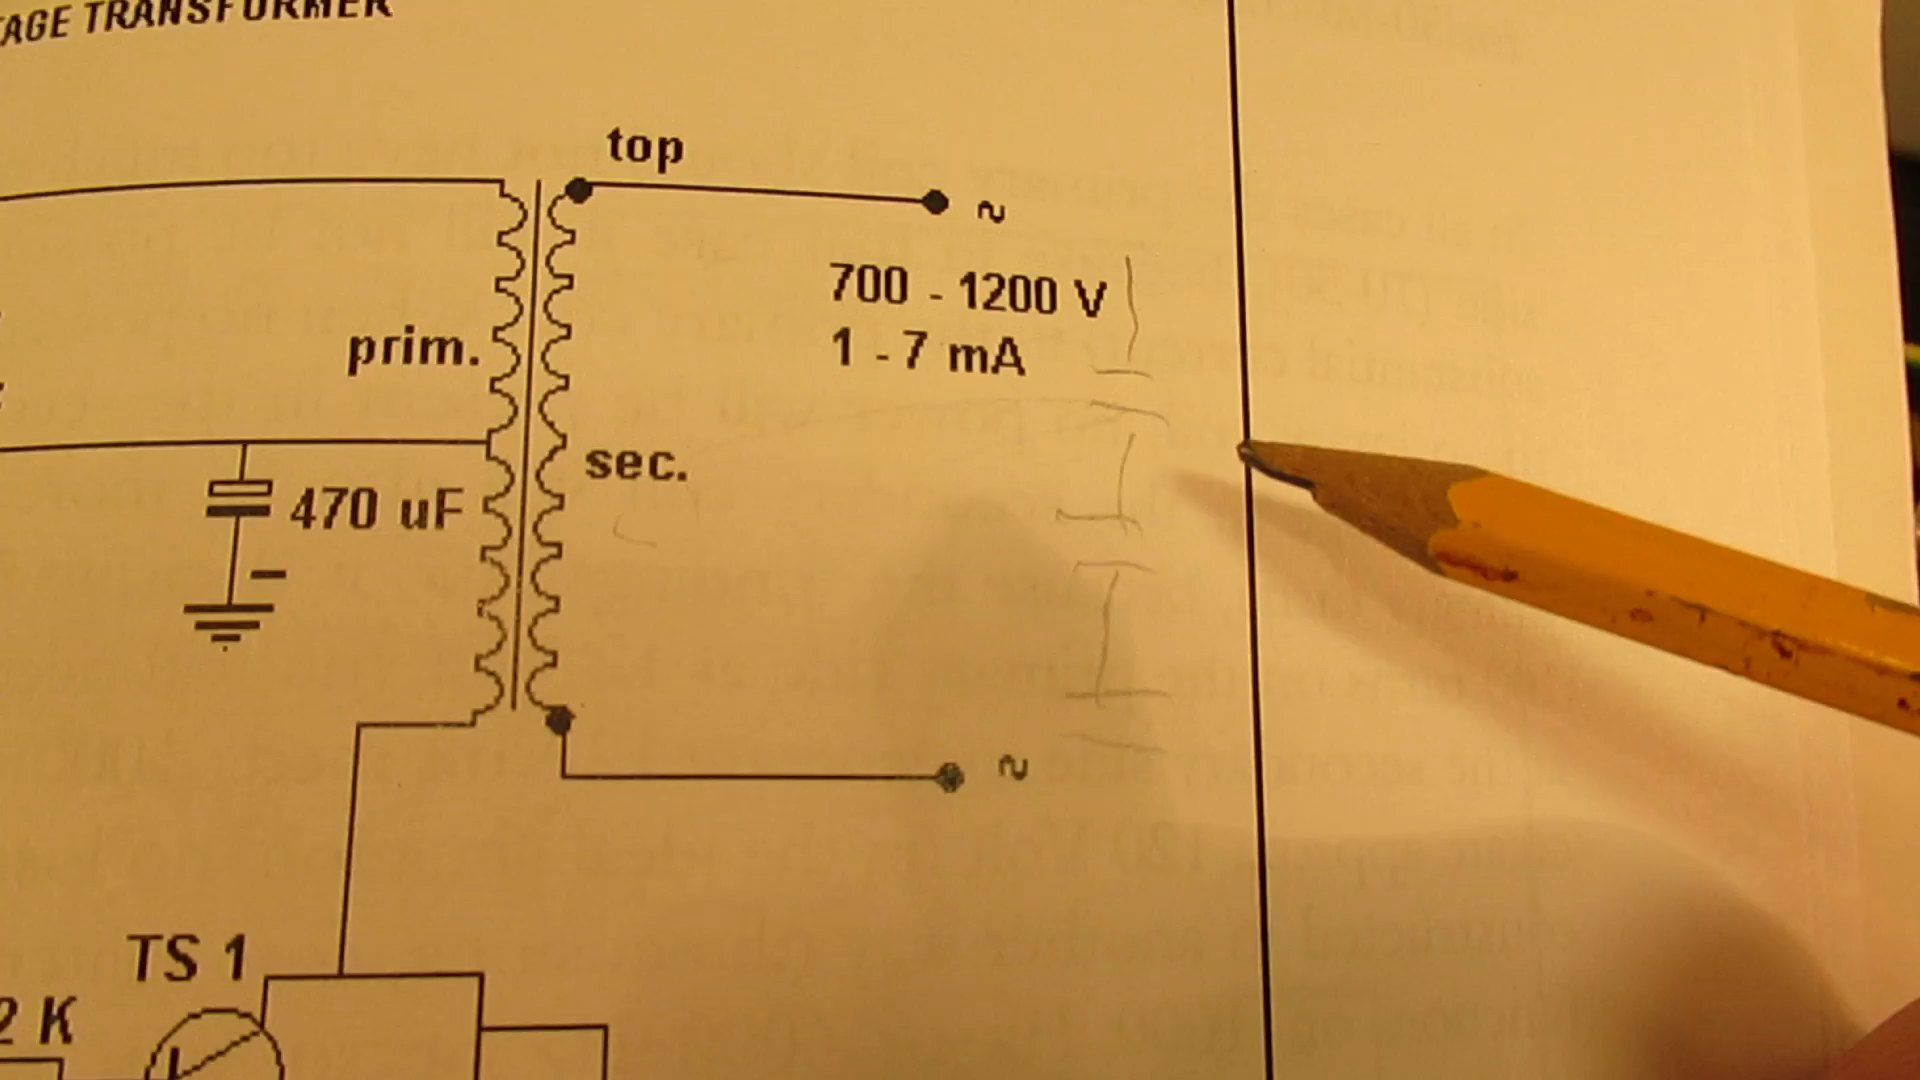 AGE TRANSFORMER
top
~
700 - 1200 V
1 - 7 mA
prim.
sec.
470 uF
~
TS 1
2 K